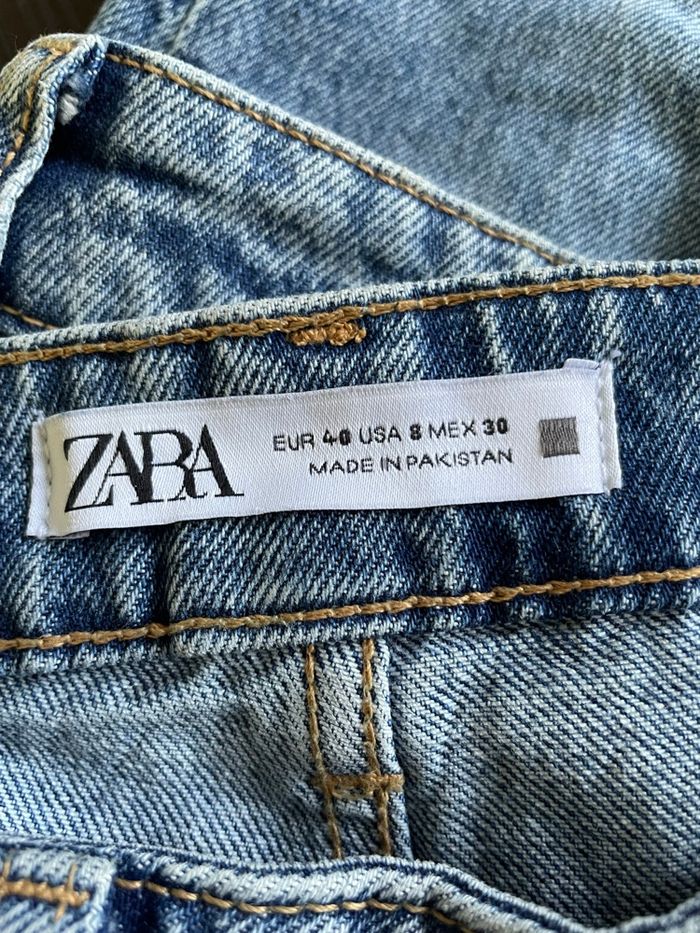 ZARA
EUR 40 USA 8 MEX 30
MADE IN PAKISTAN